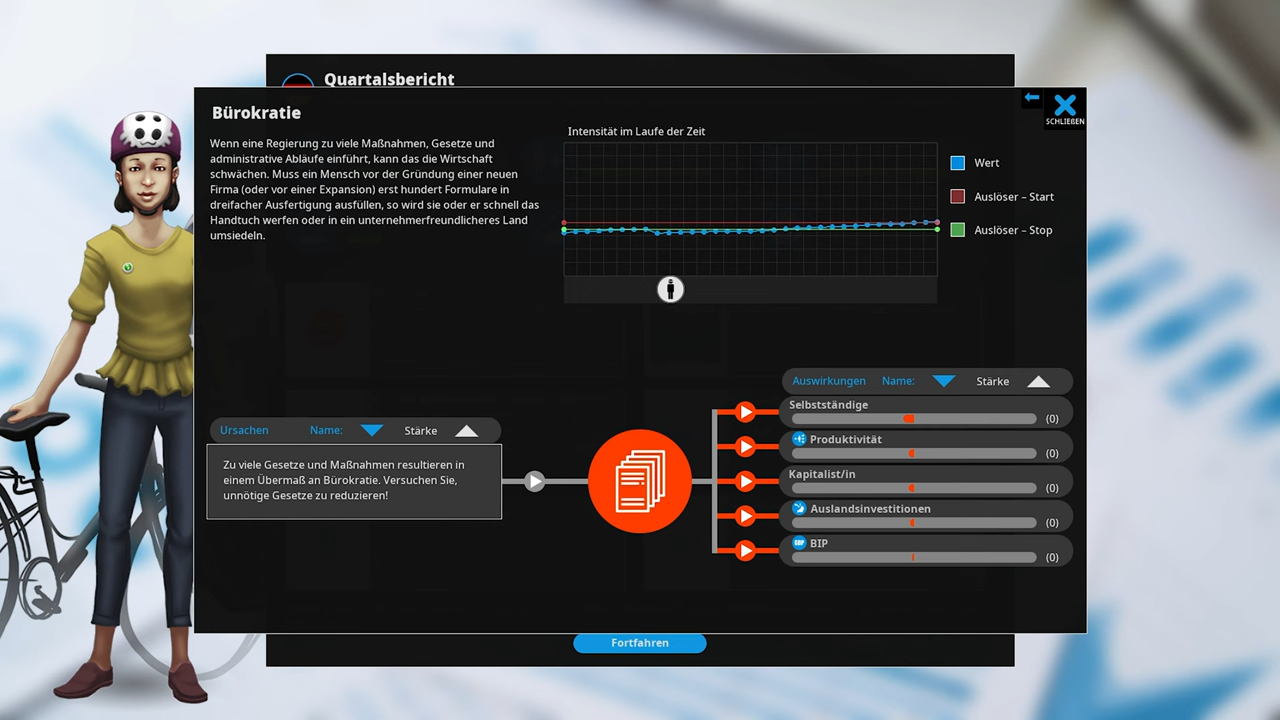 Quartalsbericht
Bürokratie
SCHLIEẞEN
Wenn eine Regierung zu viele Maßnahmen, Gesetze und
administrative Abläufe einführt, kann das die Wirtschaft
schwächen. Muss ein Mensch vor der Gründung einer neuen
Firma (oder vor einer Expansion) erst hundert Formulare in
dreifacher Ausfertigung ausfüllen, so wird sie oder er schnell das
Handtuch werfen oder in ein unternehmerfreundlicheres Land
umsiedeln.
Intensität im Laufe der Zeit
Wert
Auslöser – Start
Auslöser – Stop
Ursachen Name: Stärke
Zu viele Gesetze und Maßnahmen resultieren in
einem Übermaß an Bürokratie. Versuchen Sie,
unnötige Gesetze zu reduzieren!
Auswirkungen Name: Stärke
Selbstständige
(0)
Produktivität
(0)
Kapitalist/in
(0)
Auslandsinvestitionen
(0)
GDP BIP
(0)
Fortfahren